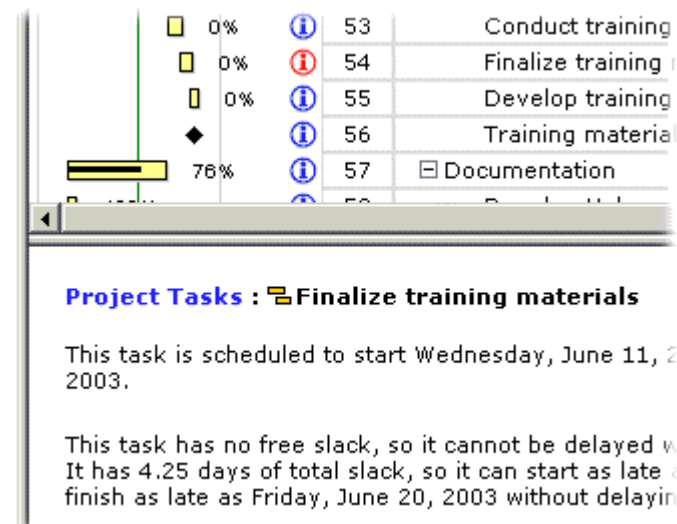 0% 53 Conduct training
0% 54 Finalize training
0% 55 Develop training
56 Training
76% 57 Documentation
Project Tasks : Finalize training materials
This task is scheduled to start Wednesday, June 11,
2003.
This task has no free slack, so it cannot be delayed
It has 4.25 days of total slack, so it can start as late
finish as late as Friday, June 20, 2003 without